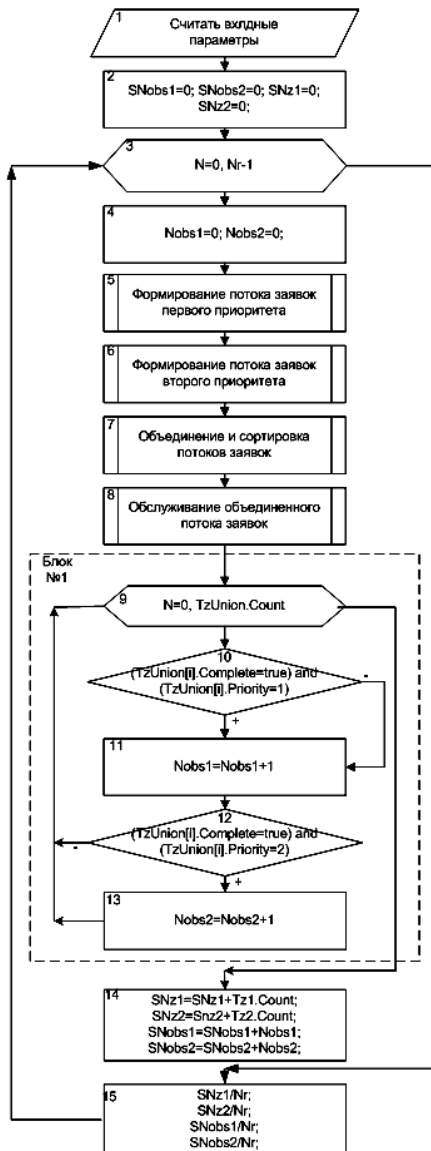 1
Считать вхлдные
параметры
2
SNobs1=0; SNobs2=0; SNz1=0;
SNz2=0;
3
N=0, Nr-1
4
Nobs1=0; Nobs2=0;
5
Формирование потока заявок
первого приоритета
6
Формирование потока заявок
второго приоритета
7
Объединение и сортировка
потоков заявок
8
Обслуживание объединенного
потока заявок
Блок
№1
9
N=0, TzUnion.Count
10
(TzUnion[i].Complete=true) and
(TzUnion[i].Priority=1)
-
+
11
Nobs1=Nobs1+1
12
(TzUnion[i].Complete=true) and
(TzUnion[i].Priority=2)
-
+
13
Nobs2=Nobs2+1
14
SNz1=SNz1+Tz1.Count;
SNz2=Snz2+Tz2.Count;
SNobs1=SNobs1+Nobs1;
SNobs2=SNobs2+Nobs2;
15
SNz1/Nr;
SNz2/Nr;
SNobs1/Nr;
SNobs2/Nr;